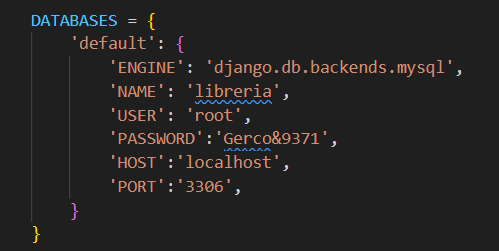 DATABASES = {
    'default': {
        'ENGINE': 'django.db.backends.mysql',
        'NAME': 'libreria',
        'USER': 'root',
        'PASSWORD':'Gerco&9371',
        'HOST':'localhost',
        'PORT':'3306',
    }
}